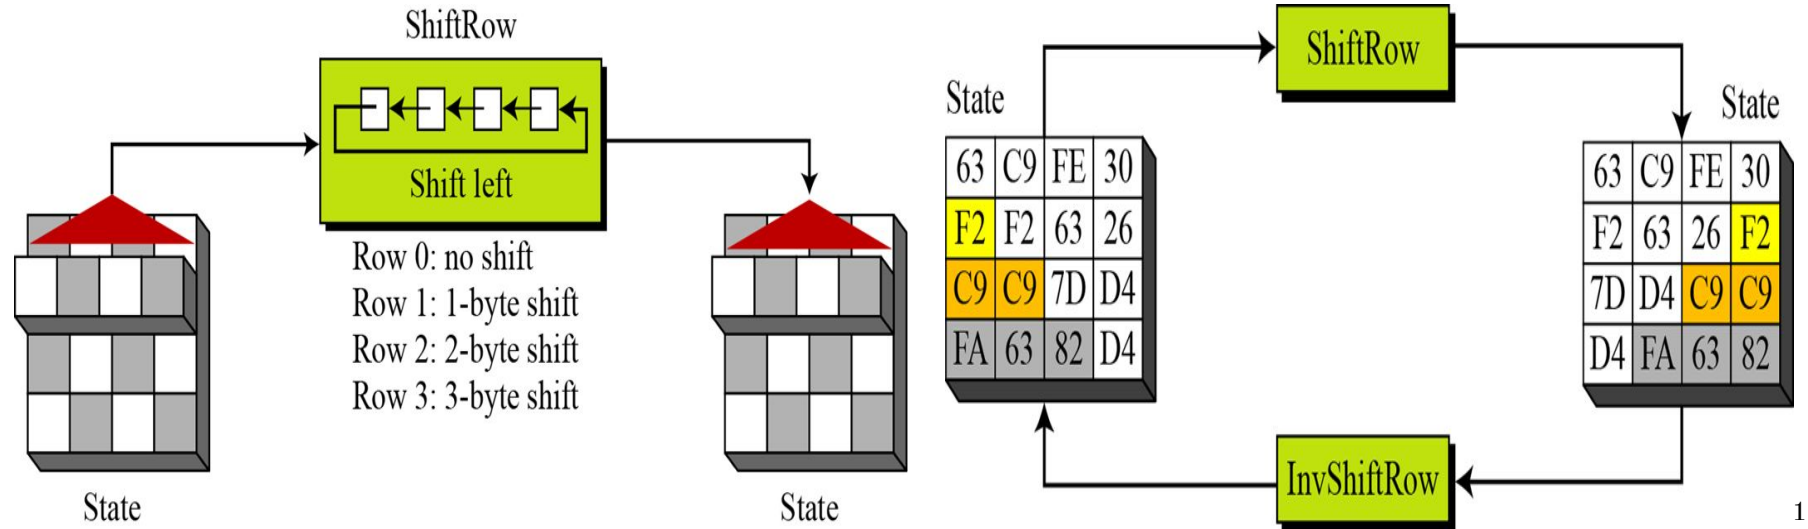 ShiftRow
Shift left
Row 0: no shift
Row 1: 1-byte shift
Row 2: 2-byte shift
Row 3: 3-byte shift
State
State
ShiftRow
State
63 C9 FE 30
F2 F2 63 26
C9 C9 7D D4
FA 63 82 D4
State
63 C9 FE 30
F2 63 26 F2
7D D4 C9 C9
D4 FA 63 82
InvShiftRow
1